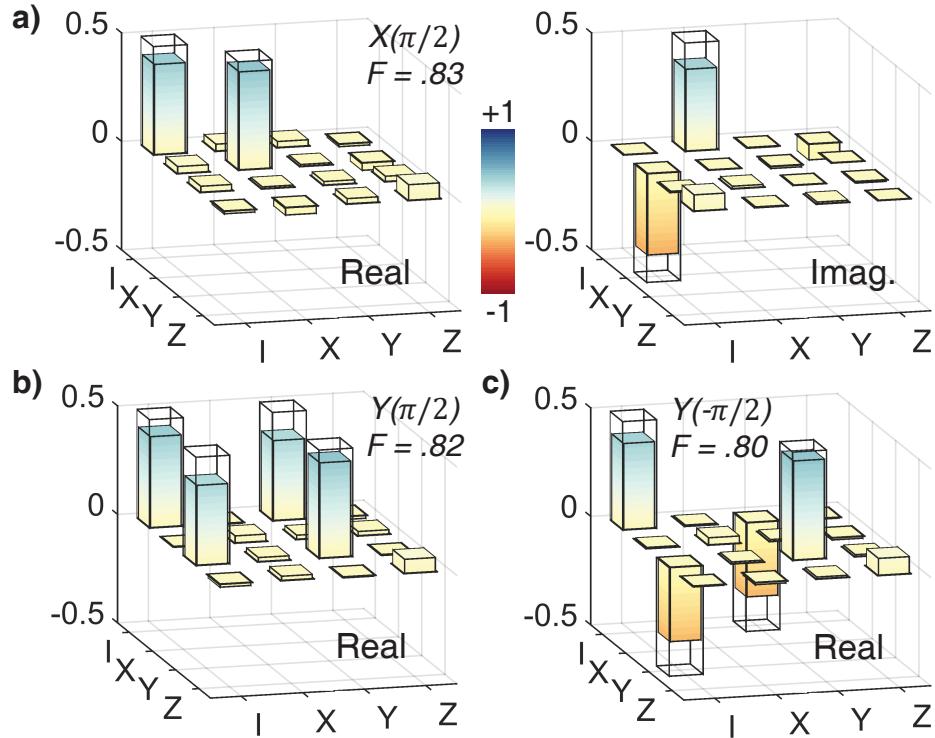 a)
X(π/2)
F = .83
0.5
0
-0.5
I
X
Y
Z
I
X
Y
Z
Real
+1
-1
Imag.
I
X
Y
Z
I
X
Y
Z
0.5
0
-0.5
b)
Y(π/2)
F = .82
0.5
0
-0.5
I
X
Y
Z
I
X
Y
Z
Real
c)
Y(-π/2)
F = .80
0.5
0
-0.5
I
X
Y
Z
I
X
Y
Z
Real